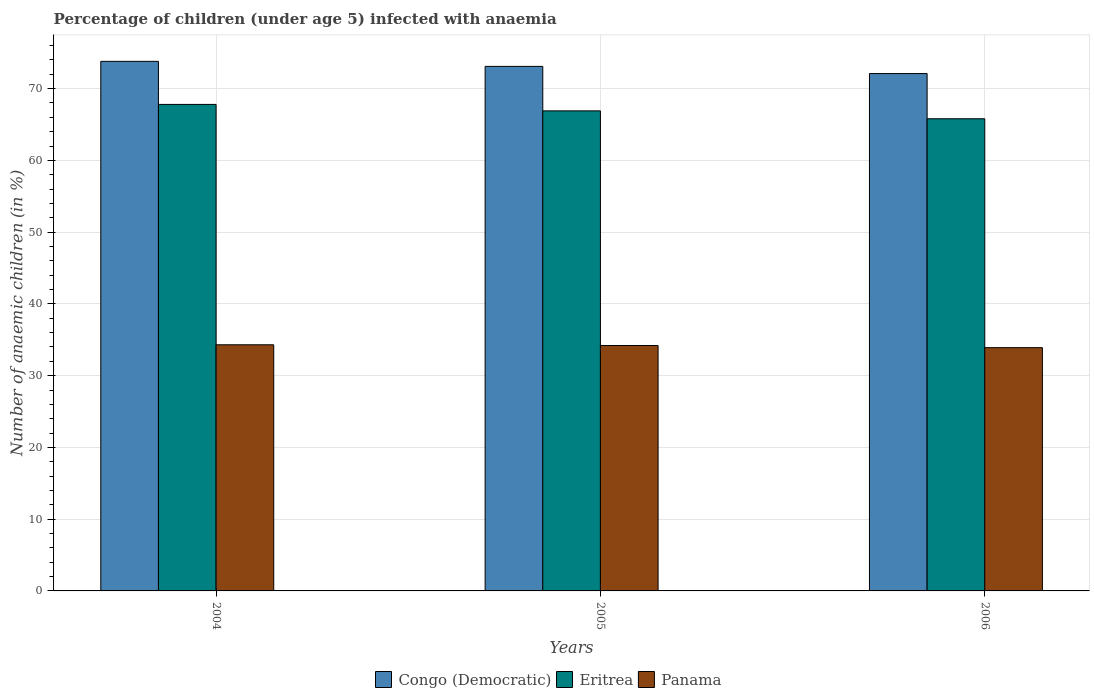 Percentage of children (under age 5) infected with anaemia
Number of anaemic children (in %)
70
60
50
40
30
20
10
0
2004
2005
2006
Years
Congo (Democratic)
Eritrea
Panama